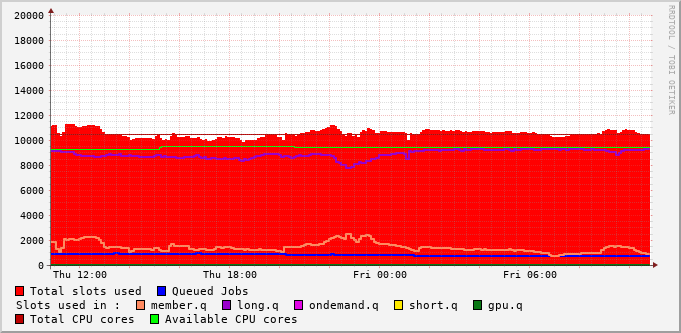 RRDTOOL / TOBI OETIKER
20000
18000
16000
14000
12000
10000
8000
6000
4000
2000
0
Thu 12:00 Thu 18:00 Fri 00:00 Fri 06:00
Total slots used Queued Jobs
Slots used in : member.q long.q ondemand.q short.q gpu.q
Total CPU cores Available CPU cores